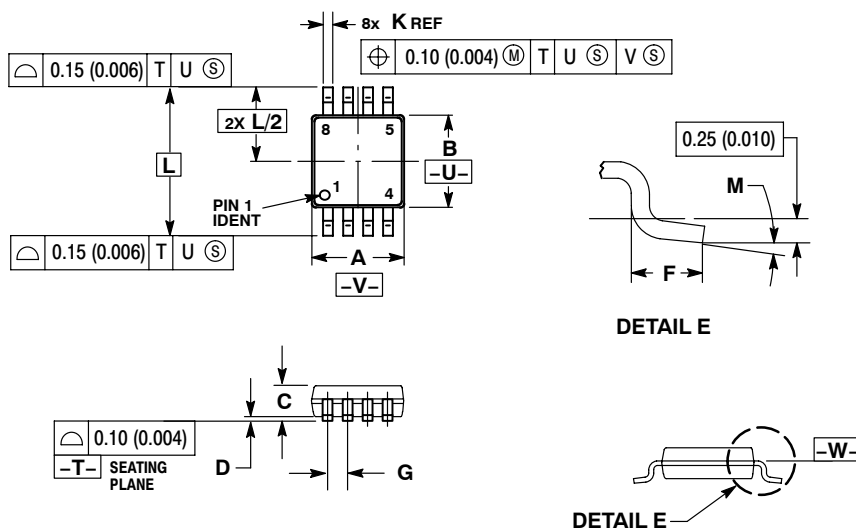 8x K REF
⌓ 0.15 (0.006) T U Ⓢ
⌖ 0.10 (0.004) Ⓜ T U Ⓢ V Ⓢ
2X L/2
L
8 5
B
-U-
PIN 1
IDENT
1 4
⌓ 0.15 (0.006) T U Ⓢ
A
-V-
0.25 (0.010)
M
F
DETAIL E
C
⌓ 0.10 (0.004)
-T- SEATING
PLANE
D
G
-W-
DETAIL E